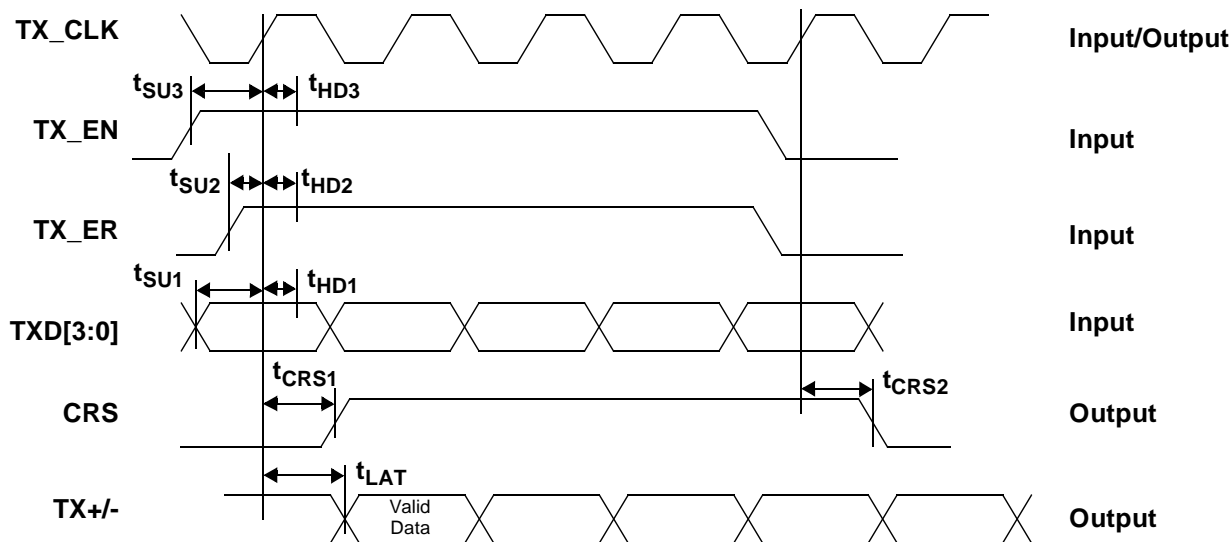 TX_CLK
Input/Output
tSU3
tHD3
TX_EN
Input
tSU2
tHD2
TX_ER
Input
tSU1
tHD1
TXD[3:0]
Input
tCRS1
tCRS2
CRS
Output
tLAT
TX+/-
Valid
Data
Output